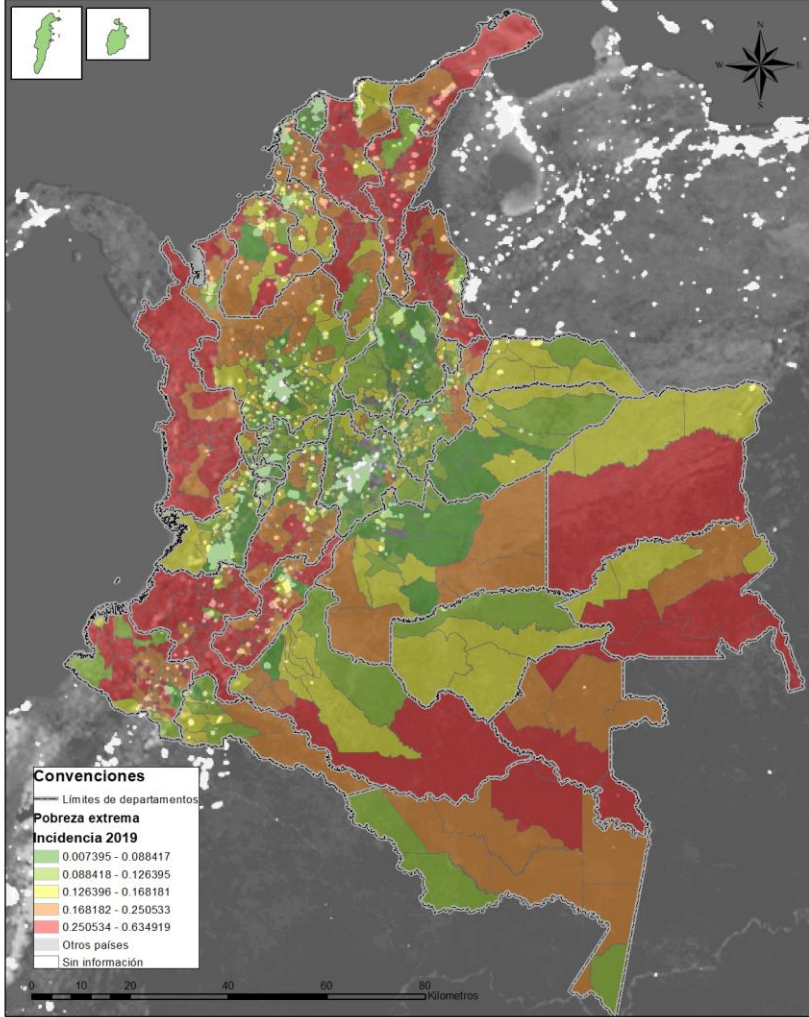 N
W
E
S
Convenciones
Límites de departamentos
Pobreza extrema
Incidencia 2019
0.007395 - 0.088417
0.088418 - 0.126395
0.126396 - 0.168181
0.168182 - 0.250533
0.250534 - 0.634919
Otros países
Sin información
0 20 40 60 80
Kilometros